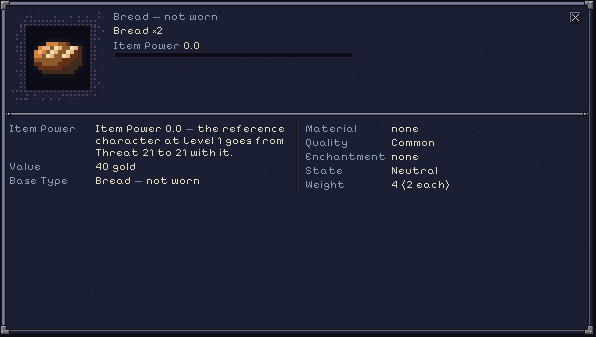 Bread — not worn
Bread ×2
Item Power 0.0
Item Power Item Power 0.0 — the reference
character at Level 1 goes from
Threat 21 to 21 with it.
Value 40 gold
Base Type Bread — not worn
Material none
Quality Common
Enchantment none
State Neutral
Weight 4 (2 each)